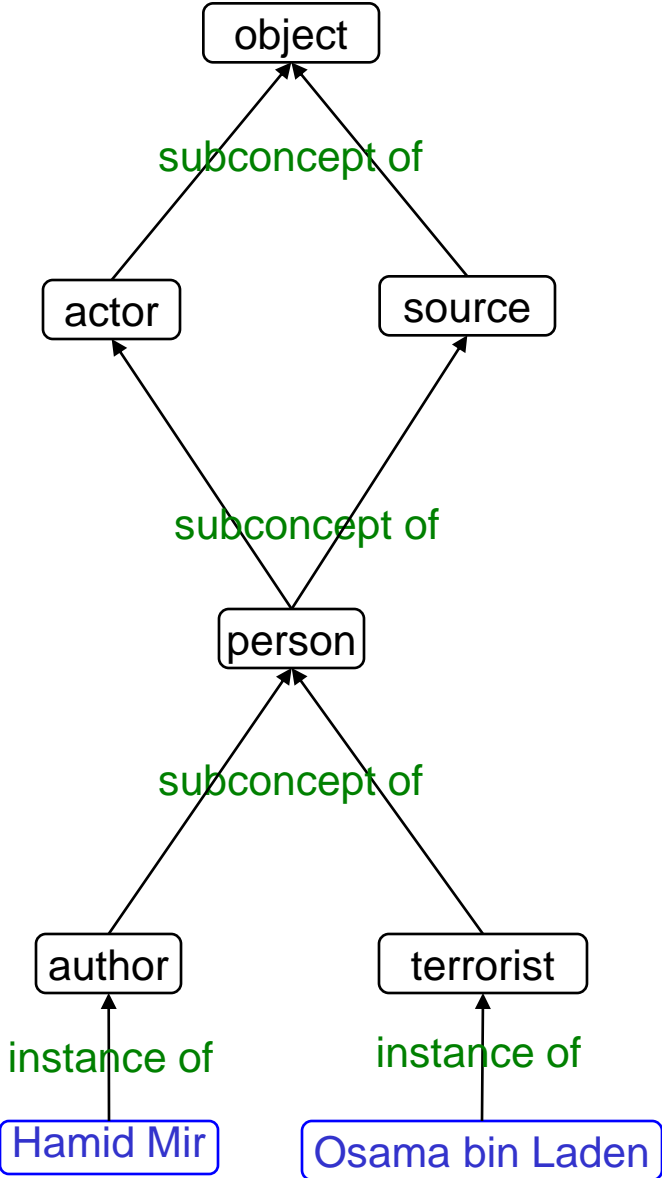 object
subconcept of
actor
source
subconcept of
person
subconcept of
author
terrorist
instance of
instance of
Hamid Mir
Osama bin Laden